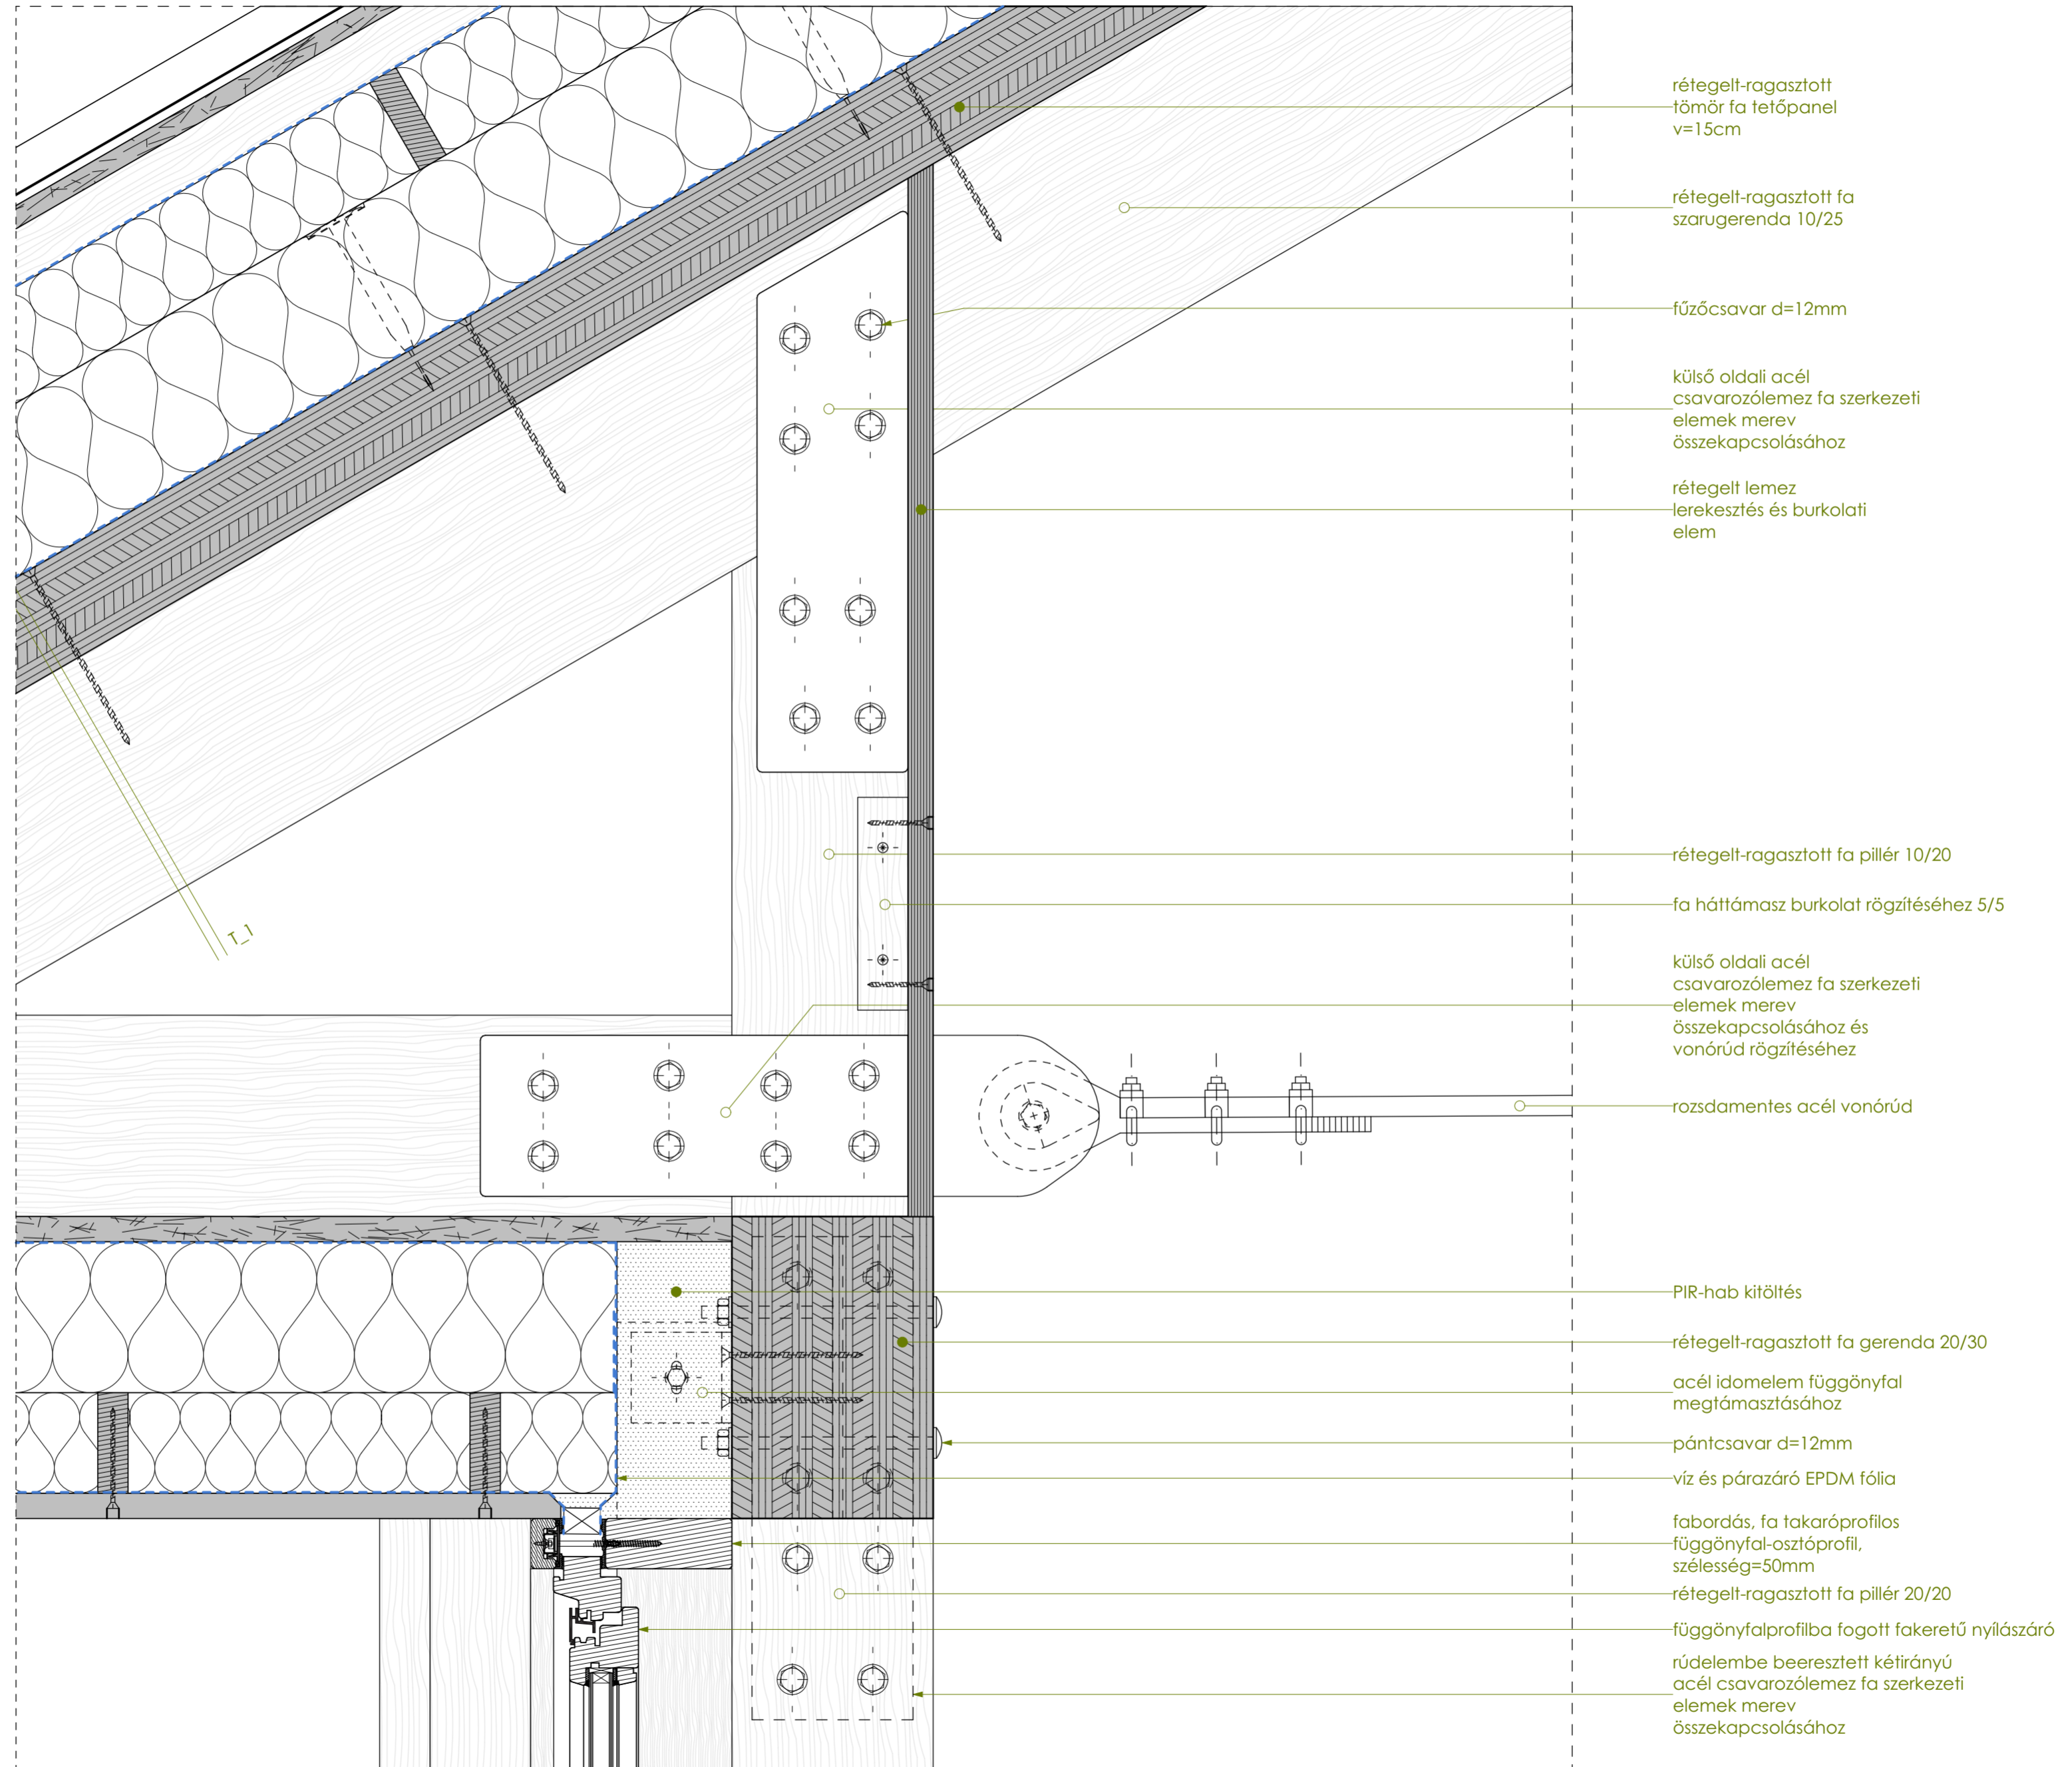 rétegelt-ragasztott
tömör fa tetőpanel
v=15cm
rétegelt-ragasztott fa
szarugerenda 10/25
fűzőcsavar d=12mm
külső oldali acél
csavarozólemez fa szerkezeti
elemek merev
összekapcsolásához
rétegelt lemez
lerekesztés és burkolati
elem
rétegelt-ragasztott fa pillér 10/20
fa háttámasz burkolat rögzítéséhez 5/5
T_1
külső oldali acél
csavarozólemez fa szerkezeti
elemek merev
összekapcsolásához és
vonórúd rögzítéséhez
rozsdamentes acél vonórúd
PIR-hab kitöltés
rétegelt-ragasztott fa gerenda 20/30
acél idomelem függönyfal
megtámasztásához
pántcsavar d=12mm
víz és párazáró EPDM fólia
fabordás, fa takaróprofilos
függönyfal-osztóprofil,
szélesség=50mm
rétegelt-ragasztott fa pillér 20/20
függönyfalprofilba fogott fakeretű nyílászáró
rúdelembe beeresztett kétirányú
acél csavarozólemez fa szerkezeti
elemek merev
összekapcsolásához